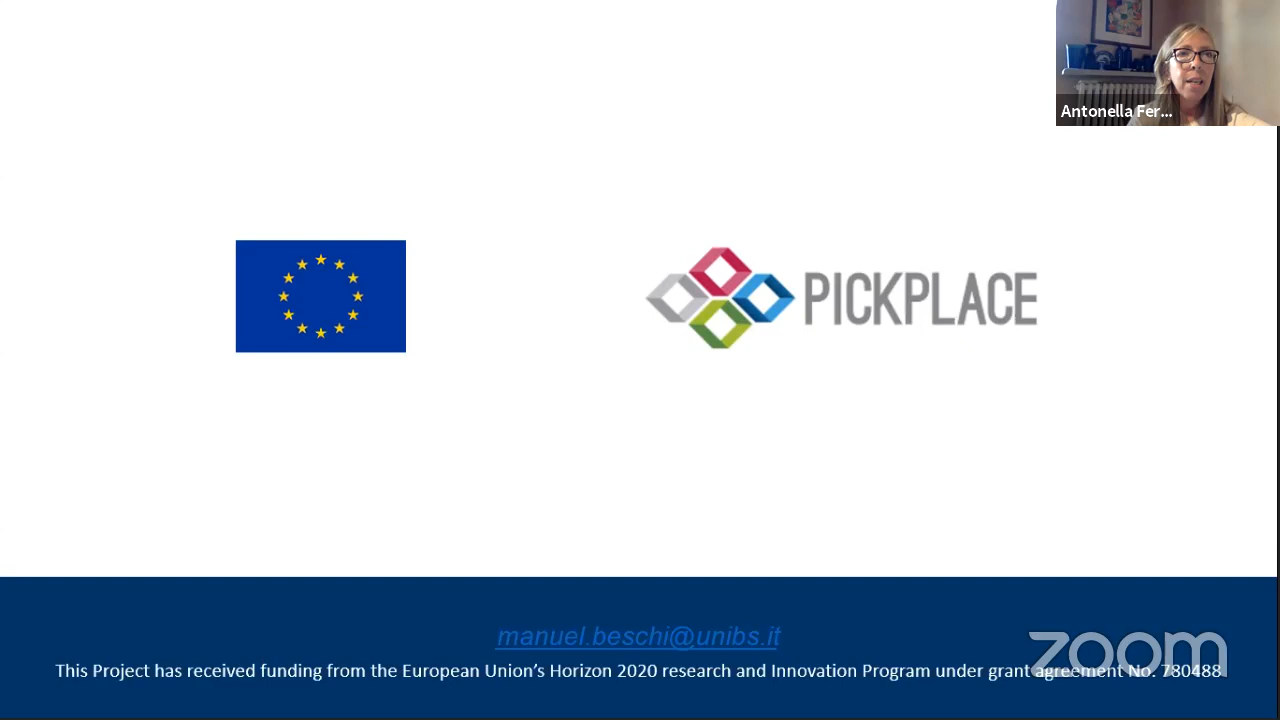 Antonella Fer...
PICKPLACE
manuel.beschi@unibs.it
This Project has received funding from the European Union’s Horizon 2020 research and Innovation Program under grant agreement No. 780488
zoom